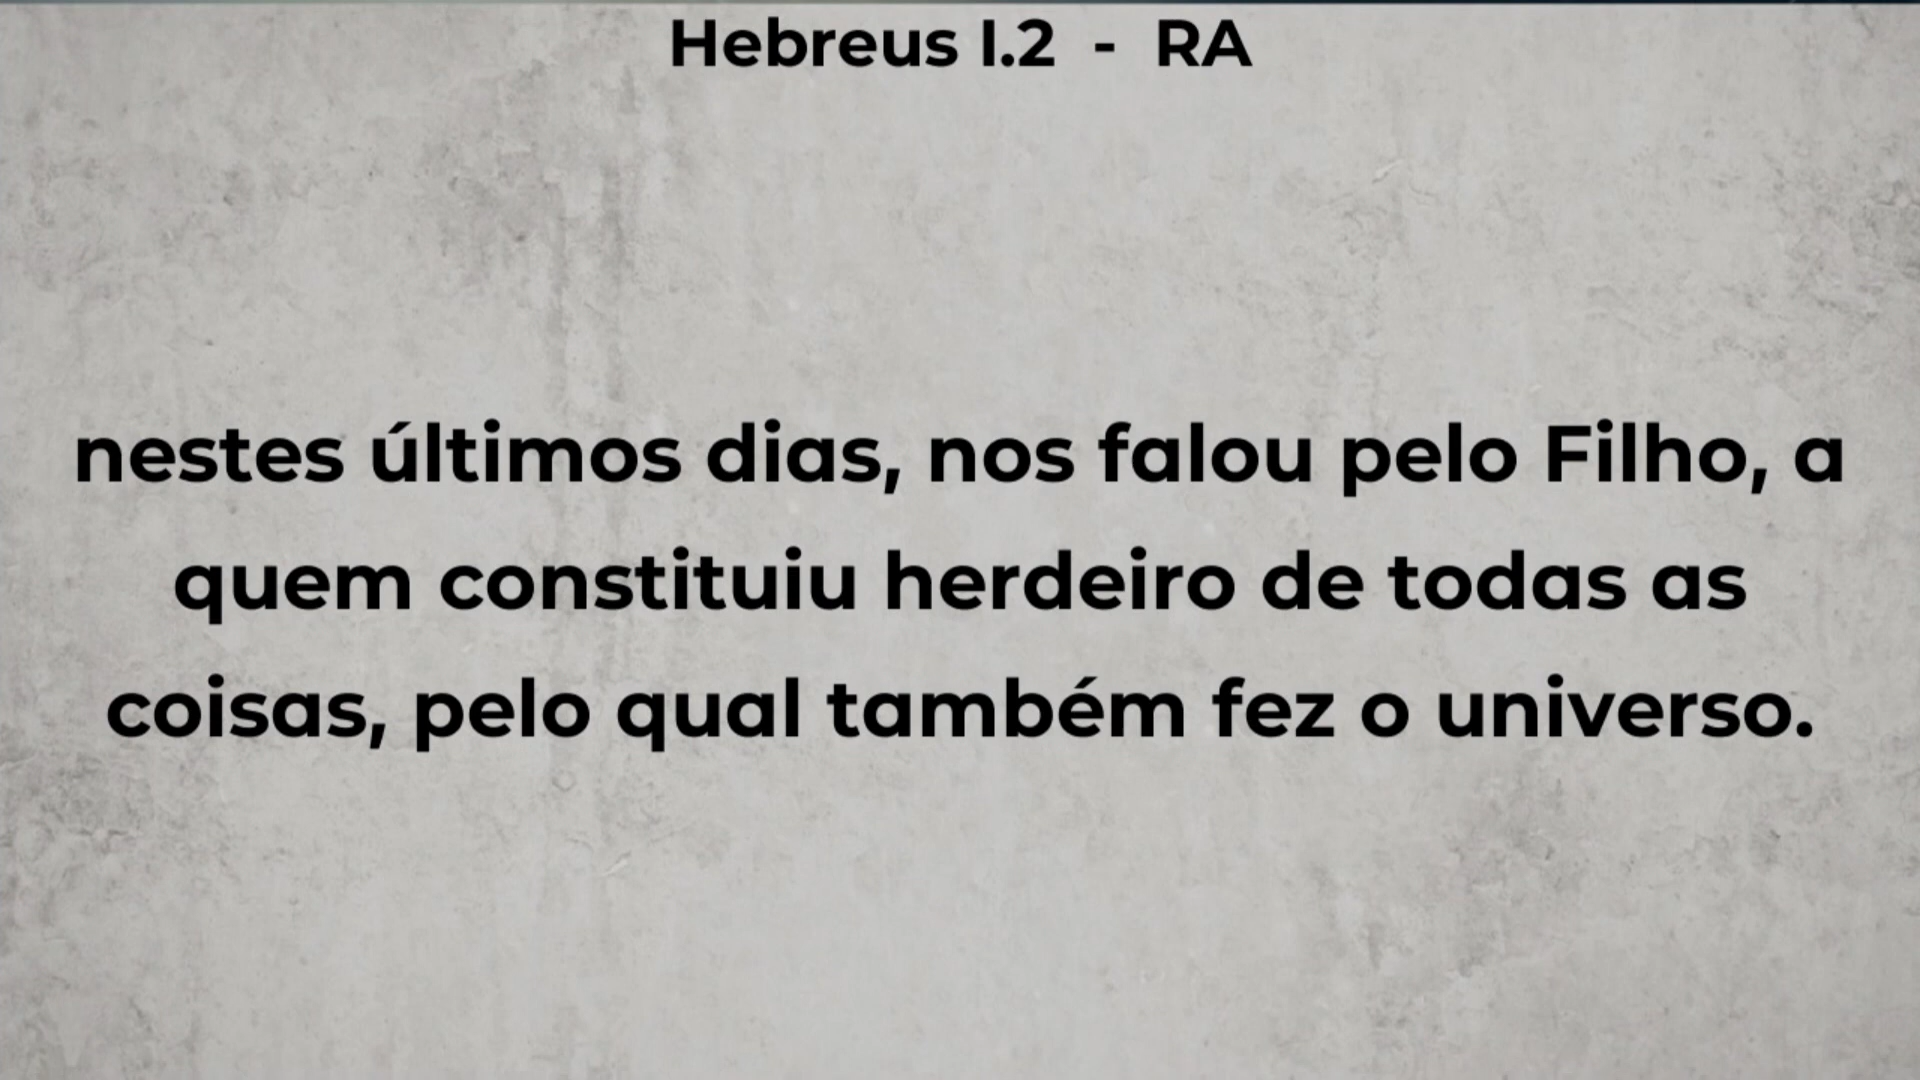 Hebreus I.2 - RA
nestes últimos dias, nos falou pelo Filho, a
quem constituiu herdeiro de todas as
coisas, pelo qual também fez o universo.